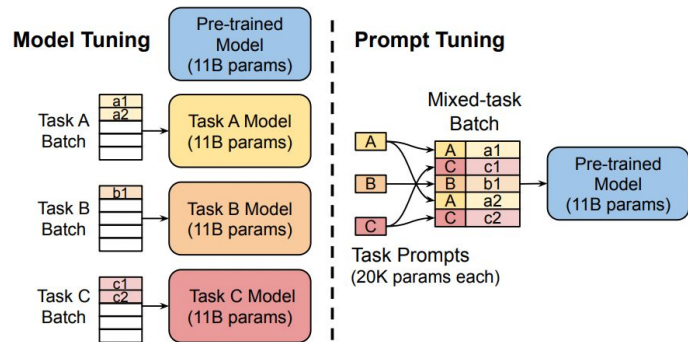 Model Tuning
Pre-trained
Model
(11B params)
Task A
Batch
a1
a2
Task A Model
(11B params)
Task B
Batch
b1
Task B Model
(11B params)
Task C
Batch
c1
c2
Task C Model
(11B params)
Prompt Tuning
Mixed-task
Batch
A
B
C
A a1
C c1
B b1
A a2
C c2
Pre-trained
Model
(11B params)
Task Prompts
(20K params each)